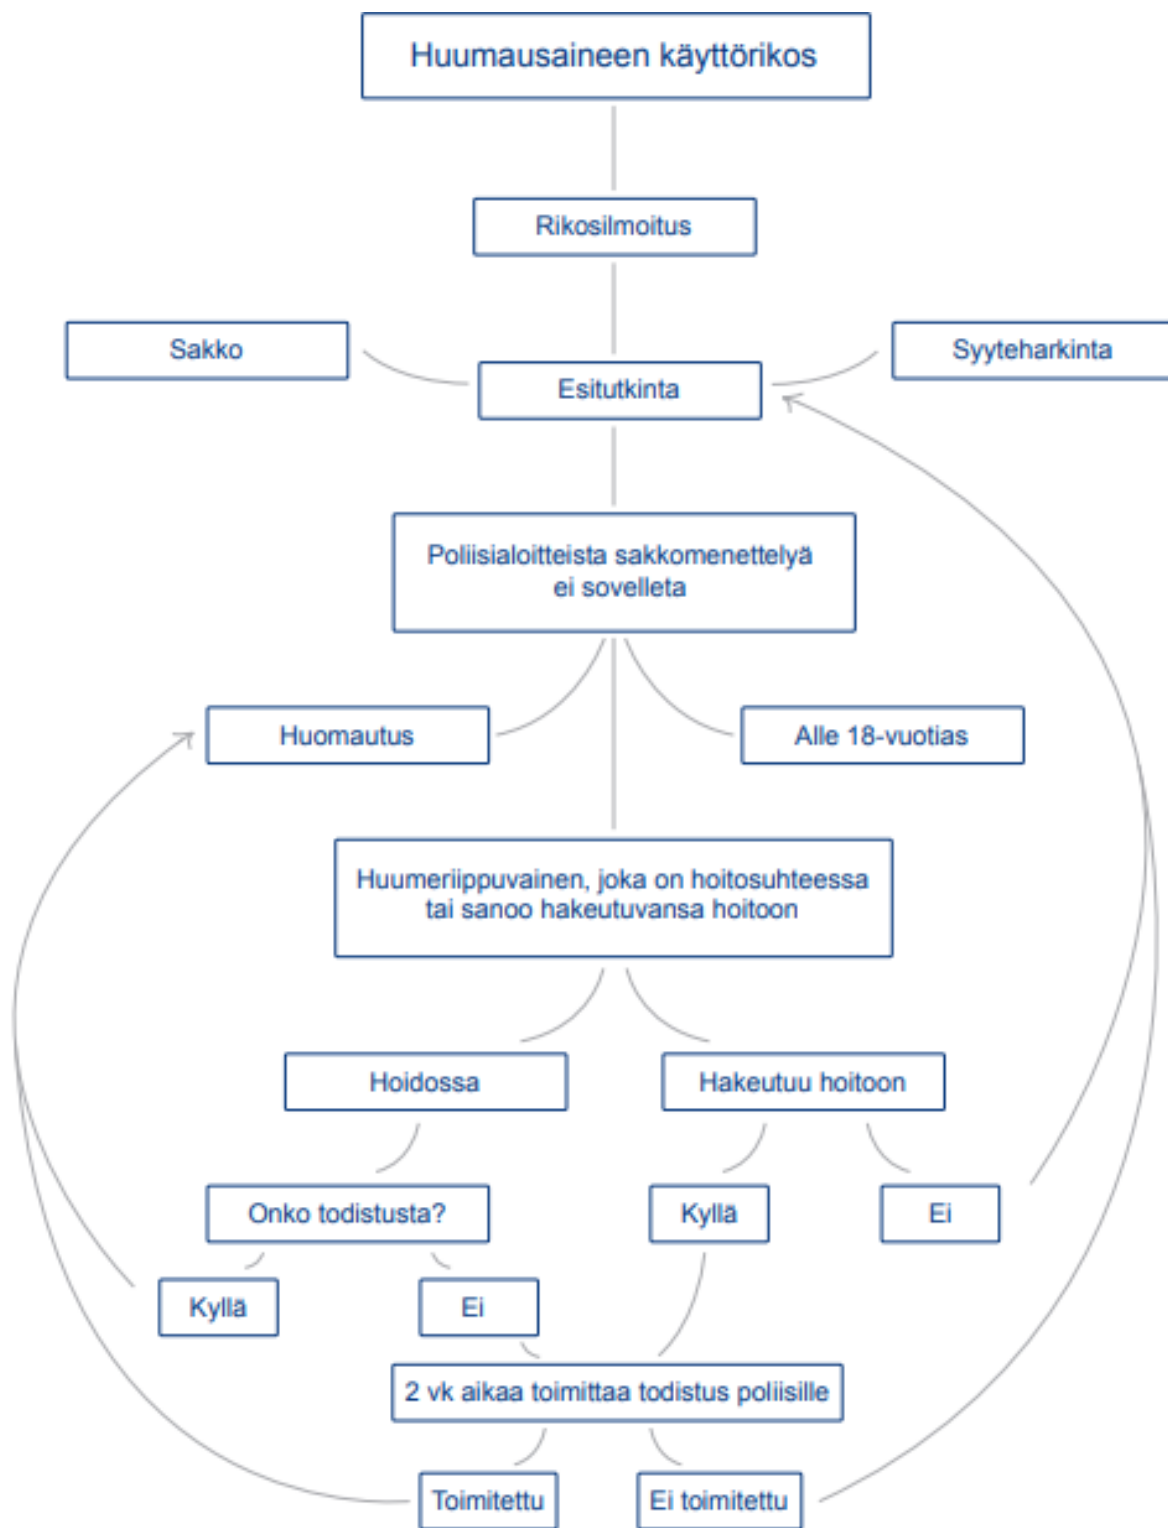 Huumausaineen käyttörikos
Rikosilmoitus
Sakko
Syyteharkinta
Esitutkinta
Poliisialoitteista sakkomenettelyä
ei sovelleta
Huomautus
Alle 18-vuotias
Huumeriippuvainen, joka on hoitosuhteessa
tai sanoo hakeutuvansa hoitoon
Hoidossa
Hakeutuu hoitoon
Onko todistusta?
Kyllä
Ei
Kyllä
Ei
2 vk aikaa toimittaa todistus poliisille
Toimitettu
Ei toimitettu